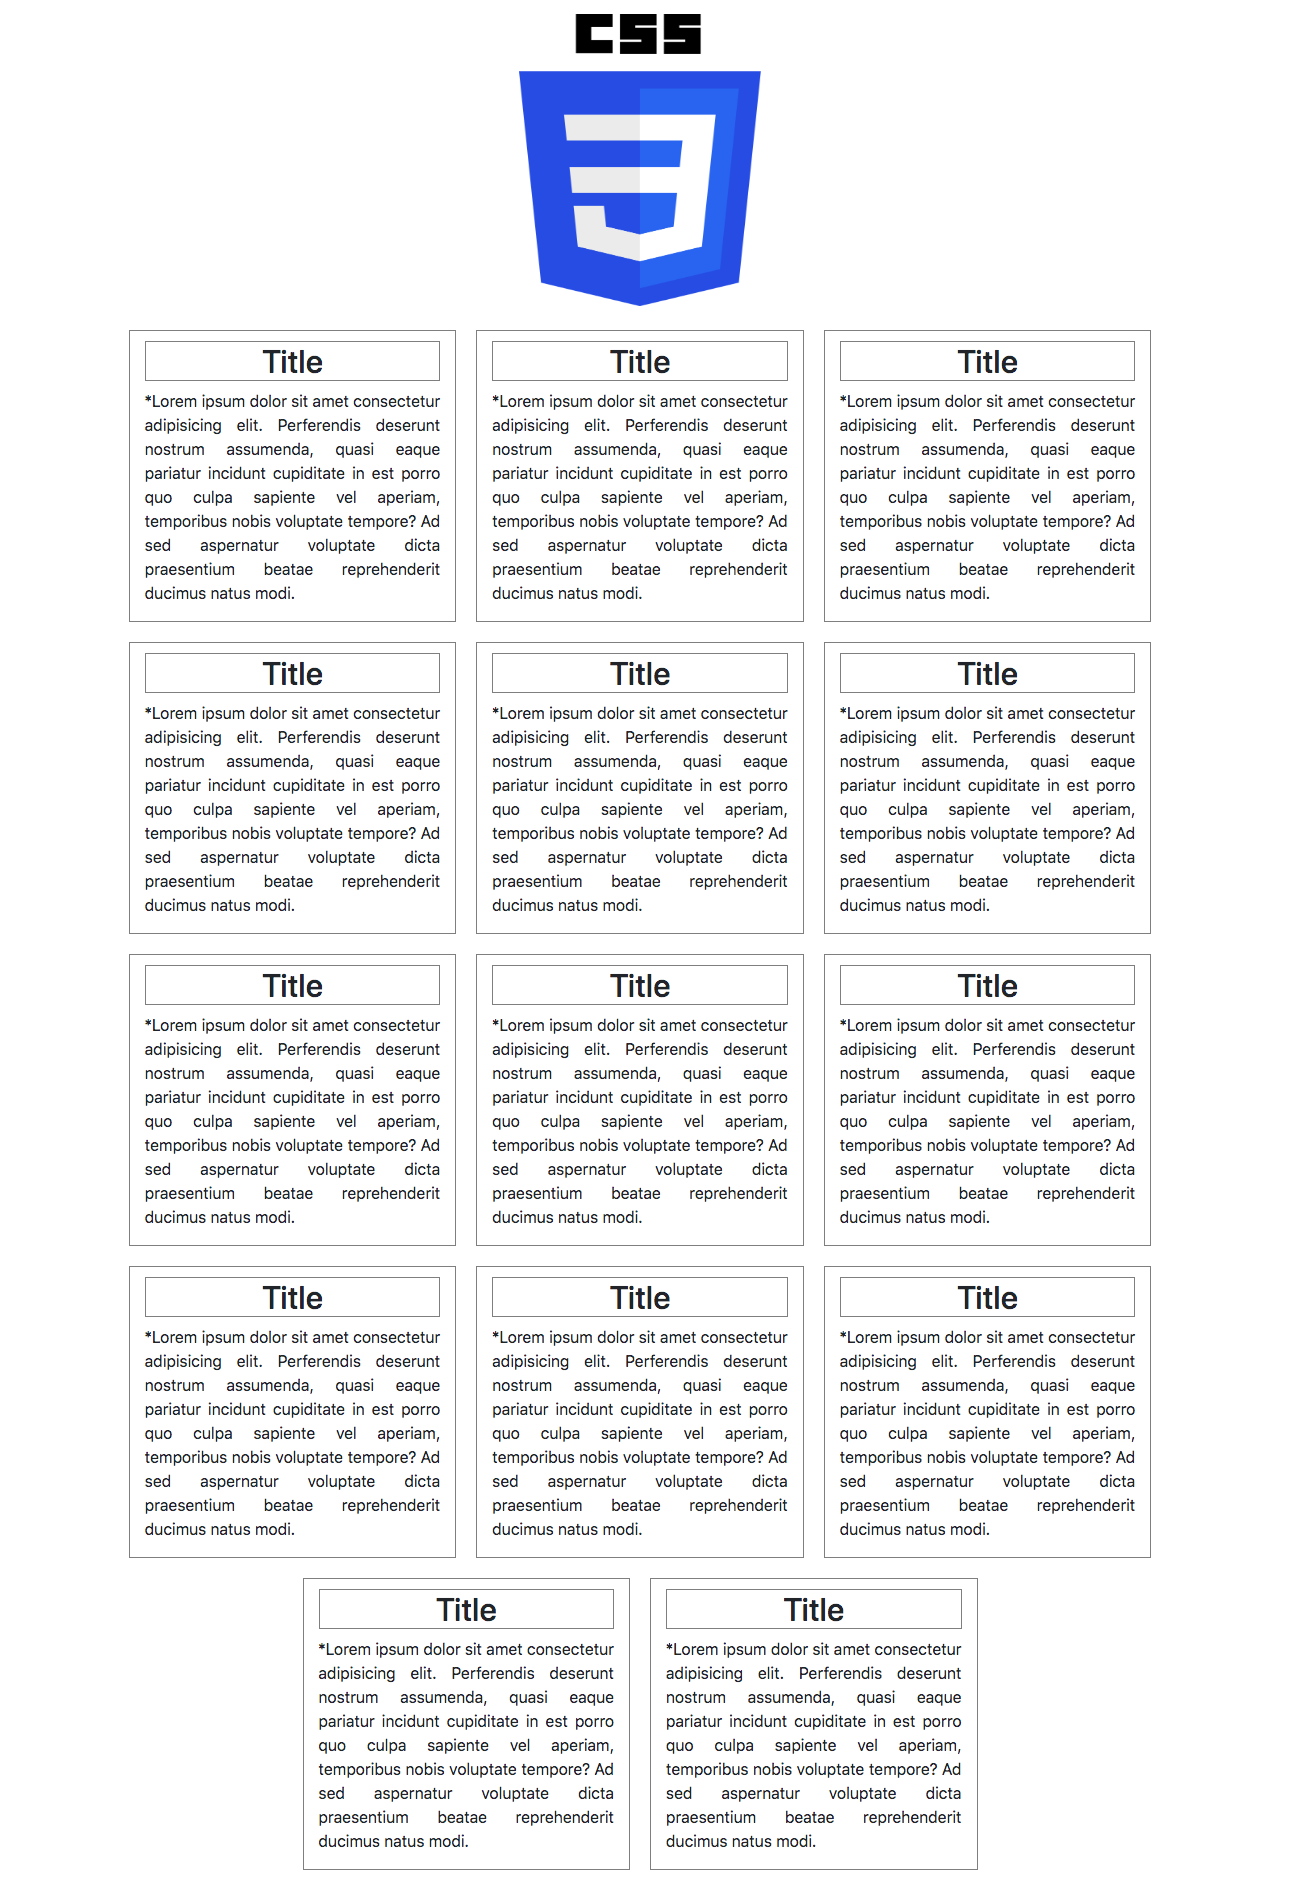 CSS
Title
*Lorem ipsum dolor sit amet consectetur
adipisicing elit. Perferendis deserunt
nostrum assumenda, quasi eaque
pariatur incidunt cupiditate in est porro
quo culpa sapiente vel aperiam,
temporibus nobis voluptate tempore? Ad
sed aspernatur voluptate dicta
praesentium beatae reprehenderit
ducimus natus modi.
Title
*Lorem ipsum dolor sit amet consectetur
adipisicing elit. Perferendis deserunt
nostrum assumenda, quasi eaque
pariatur incidunt cupiditate in est porro
quo culpa sapiente vel aperiam,
temporibus nobis voluptate tempore? Ad
sed aspernatur voluptate dicta
praesentium beatae reprehenderit
ducimus natus modi.
Title
*Lorem ipsum dolor sit amet consectetur
adipisicing elit. Perferendis deserunt
nostrum assumenda, quasi eaque
pariatur incidunt cupiditate in est porro
quo culpa sapiente vel aperiam,
temporibus nobis voluptate tempore? Ad
sed aspernatur voluptate dicta
praesentium beatae reprehenderit
ducimus natus modi.
Title
*Lorem ipsum dolor sit amet consectetur
adipisicing elit. Perferendis deserunt
nostrum assumenda, quasi eaque
pariatur incidunt cupiditate in est porro
quo culpa sapiente vel aperiam,
temporibus nobis voluptate tempore? Ad
sed aspernatur voluptate dicta
praesentium beatae reprehenderit
ducimus natus modi.
Title
*Lorem ipsum dolor sit amet consectetur
adipisicing elit. Perferendis deserunt
nostrum assumenda, quasi eaque
pariatur incidunt cupiditate in est porro
quo culpa sapiente vel aperiam,
temporibus nobis voluptate tempore? Ad
sed aspernatur voluptate dicta
praesentium beatae reprehenderit
ducimus natus modi.
Title
*Lorem ipsum dolor sit amet consectetur
adipisicing elit. Perferendis deserunt
nostrum assumenda, quasi eaque
pariatur incidunt cupiditate in est porro
quo culpa sapiente vel aperiam,
temporibus nobis voluptate tempore? Ad
sed aspernatur voluptate dicta
praesentium beatae reprehenderit
ducimus natus modi.
Title
*Lorem ipsum dolor sit amet consectetur
adipisicing elit. Perferendis deserunt
nostrum assumenda, quasi eaque
pariatur incidunt cupiditate in est porro
quo culpa sapiente vel aperiam,
temporibus nobis voluptate tempore? Ad
sed aspernatur voluptate dicta
praesentium beatae reprehenderit
ducimus natus modi.
Title
*Lorem ipsum dolor sit amet consectetur
adipisicing elit. Perferendis deserunt
nostrum assumenda, quasi eaque
pariatur incidunt cupiditate in est porro
quo culpa sapiente vel aperiam,
temporibus nobis voluptate tempore? Ad
sed aspernatur voluptate dicta
praesentium beatae reprehenderit
ducimus natus modi.
Title
*Lorem ipsum dolor sit amet consectetur
adipisicing elit. Perferendis deserunt
nostrum assumenda, quasi eaque
pariatur incidunt cupiditate in est porro
quo culpa sapiente vel aperiam,
temporibus nobis voluptate tempore? Ad
sed aspernatur voluptate dicta
praesentium beatae reprehenderit
ducimus natus modi.
Title
*Lorem ipsum dolor sit amet consectetur
adipisicing elit. Perferendis deserunt
nostrum assumenda, quasi eaque
pariatur incidunt cupiditate in est porro
quo culpa sapiente vel aperiam,
temporibus nobis voluptate tempore? Ad
sed aspernatur voluptate dicta
praesentium beatae reprehenderit
ducimus natus modi.
Title
*Lorem ipsum dolor sit amet consectetur
adipisicing elit. Perferendis deserunt
nostrum assumenda, quasi eaque
pariatur incidunt cupiditate in est porro
quo culpa sapiente vel aperiam,
temporibus nobis voluptate tempore? Ad
sed aspernatur voluptate dicta
praesentium beatae reprehenderit
ducimus natus modi.
Title
*Lorem ipsum dolor sit amet consectetur
adipisicing elit. Perferendis deserunt
nostrum assumenda, quasi eaque
pariatur incidunt cupiditate in est porro
quo culpa sapiente vel aperiam,
temporibus nobis voluptate tempore? Ad
sed aspernatur voluptate dicta
praesentium beatae reprehenderit
ducimus natus modi.
Title
*Lorem ipsum dolor sit amet consectetur
adipisicing elit. Perferendis deserunt
nostrum assumenda, quasi eaque
pariatur incidunt cupiditate in est porro
quo culpa sapiente vel aperiam,
temporibus nobis voluptate tempore? Ad
sed aspernatur voluptate dicta
praesentium beatae reprehenderit
ducimus natus modi.
Title
*Lorem ipsum dolor sit amet consectetur
adipisicing elit. Perferendis deserunt
nostrum assumenda, quasi eaque
pariatur incidunt cupiditate in est porro
quo culpa sapiente vel aperiam,
temporibus nobis voluptate tempore? Ad
sed aspernatur voluptate dicta
praesentium beatae reprehenderit
ducimus natus modi.